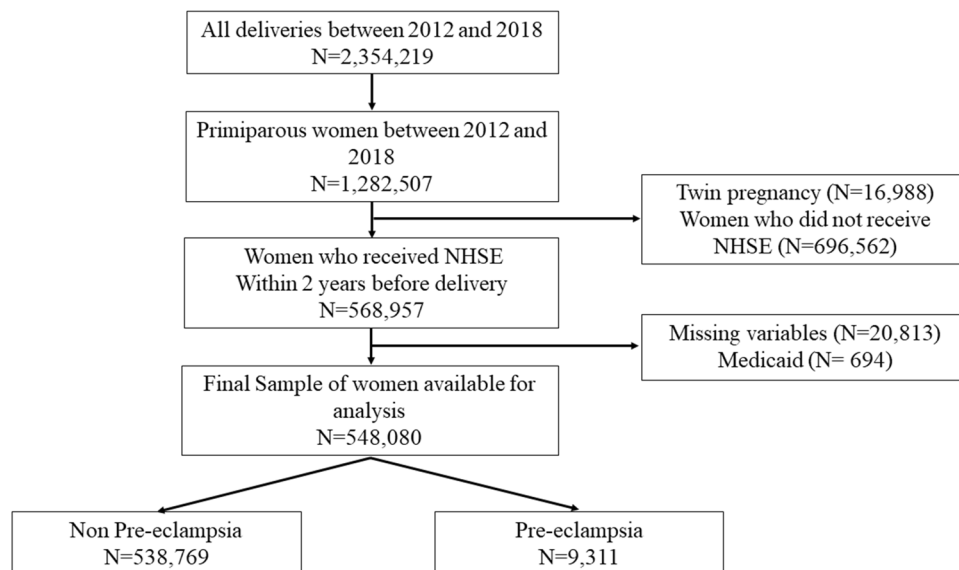 All deliveries between 2012 and 2018
N=2,354,219
Primiparous women between 2012 and
2018
N=1,282,507
Twin pregnancy (N=16,988)
Women who did not receive
NHSE (N=696,562)
Women who received NHSE
Within 2 years before delivery
N=568,957
Missing variables (N=20,813)
Medicaid (N= 694)
Final Sample of women available for
analysis
N=548,080
Non Pre-eclampsia
N=538,769
Pre-eclampsia
N=9,311